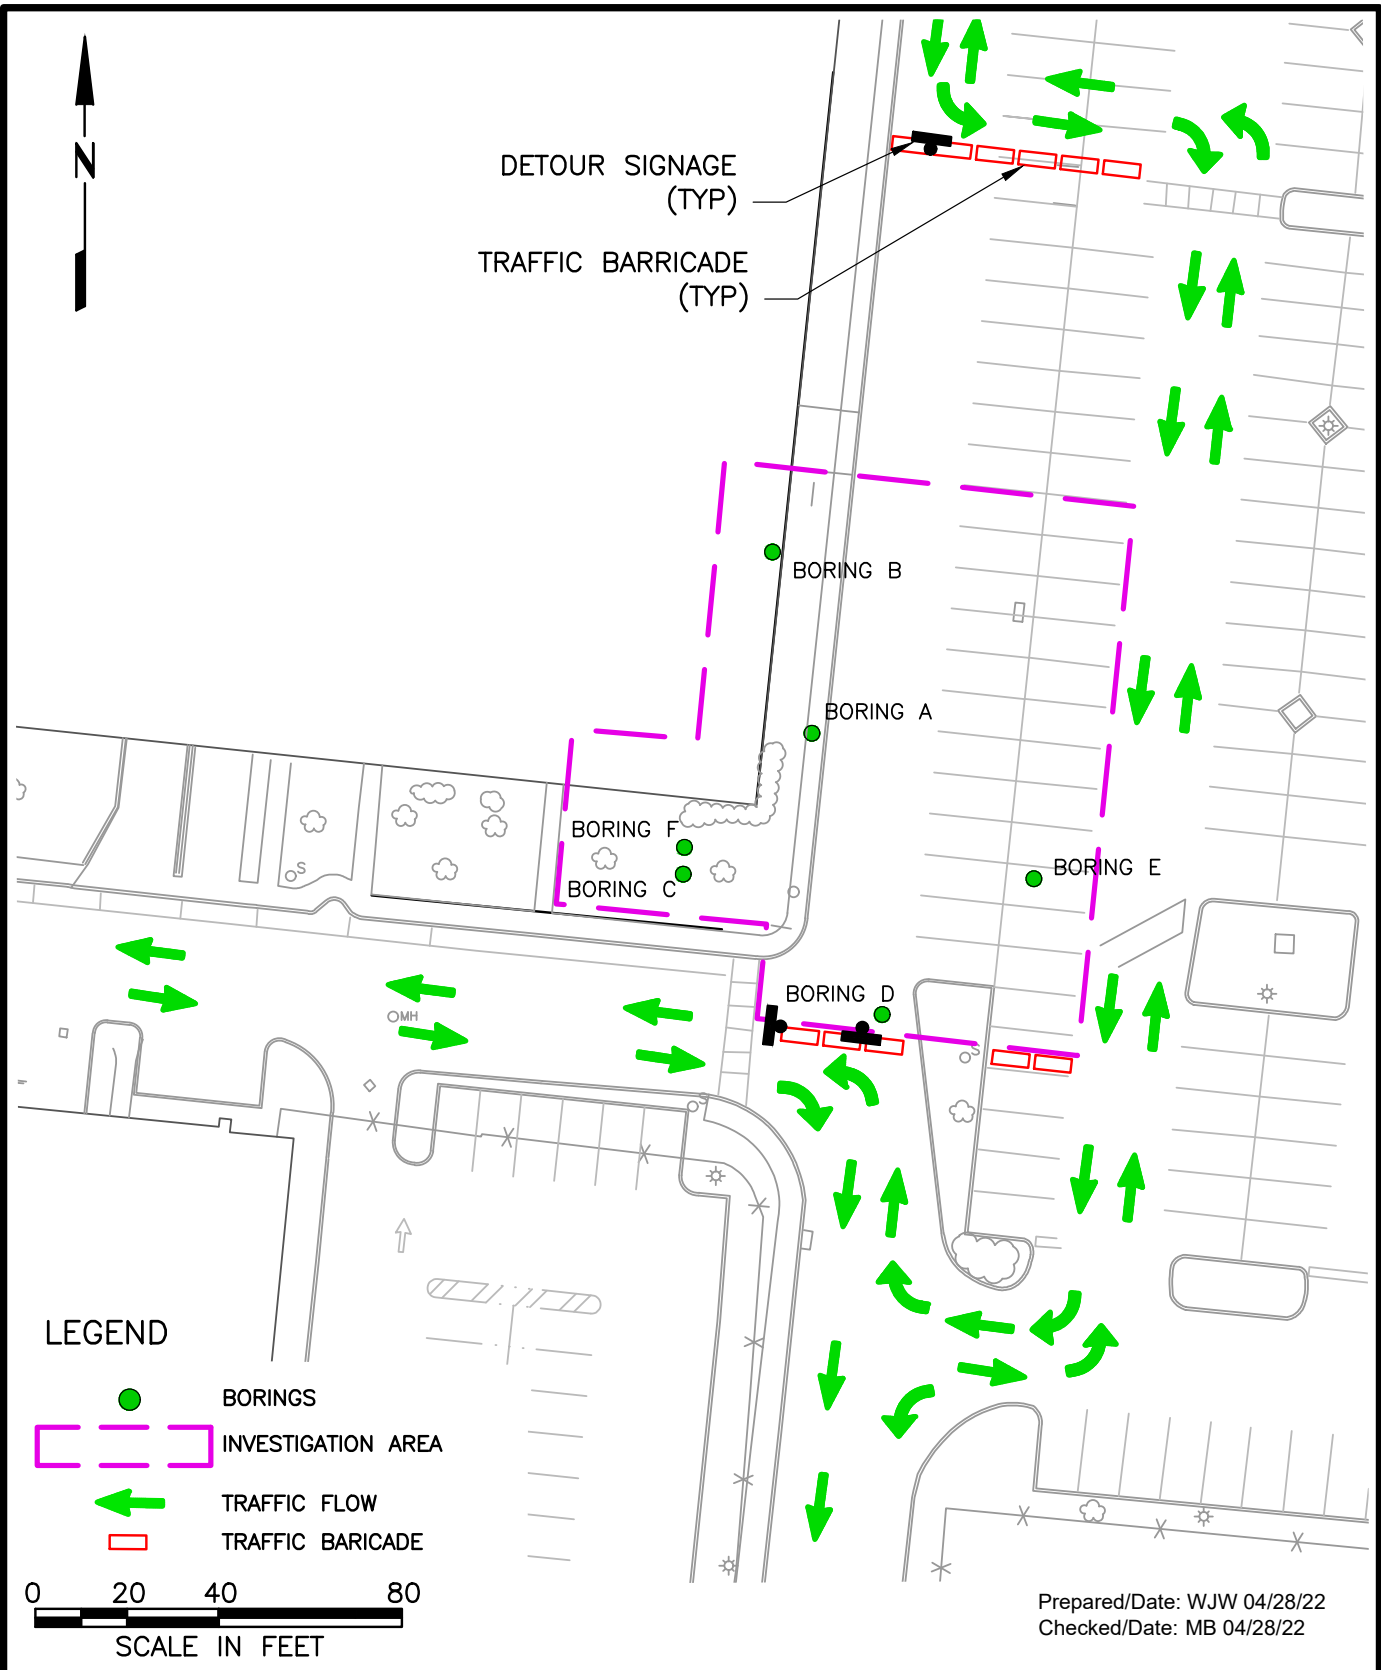 N
DETOUR SIGNAGE
(TYP)
TRAFFIC BARRICADE
(TYP)
BORING B
BORING A
BORING F
BORING C
BORING E
BORING D
S
MH
S
S
LEGEND
BORINGS
INVESTIGATION AREA
TRAFFIC FLOW
TRAFFIC BARICADE
0 20 40 80
SCALE IN FEET
Prepared/Date: WJW 04/28/22
Checked/Date: MB 04/28/22